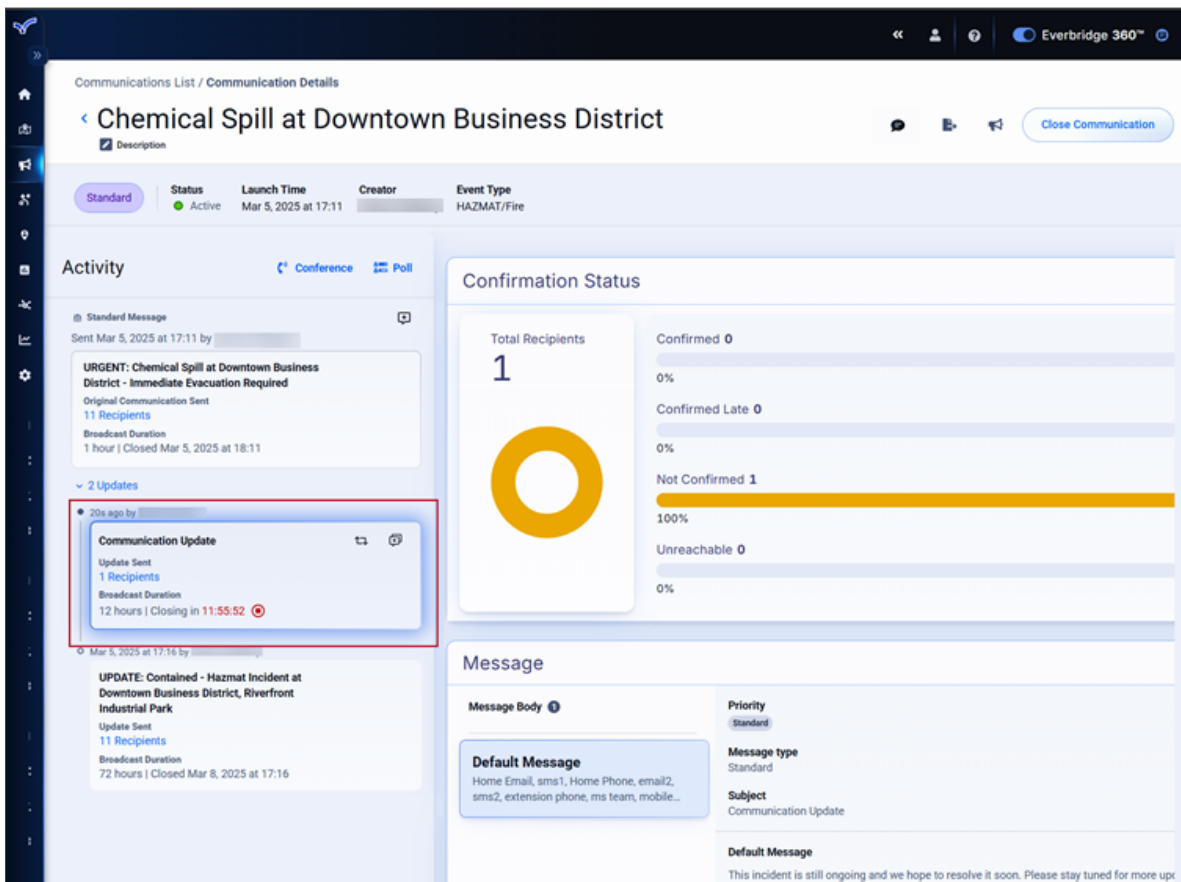 Everbridge 360™
Communications List / Communication Details
Chemical Spill at Downtown Business District
Description
Close Communication
Standard
Status
Active
Launch Time
Mar 5, 2025 at 17:11
Creator
Event Type
HAZMAT/Fire
Activity
Conference
Poll
Standard Message
Sent Mar 5, 2025 at 17:11 by
URGENT: Chemical Spill at Downtown Business
District - Immediate Evacuation Required
Original Communication Sent
11 Recipients
Broadcast Duration
1 hour | Closed Mar 5, 2025 at 18:11
2 Updates
20s ago by
Communication Update
Update Sent
1 Recipients
Broadcast Duration
12 hours | Closing in 11:55:52
Mar 5, 2025 at 17:16 by
UPDATE: Contained - Hazmat Incident at
Downtown Business District, Riverfront
Industrial Park
Update Sent
11 Recipients
Broadcast Duration
72 hours | Closed Mar 8, 2025 at 17:16
Confirmation Status
Total Recipients
1
Confirmed 0
0%
Confirmed Late 0
0%
Not Confirmed 1
100%
Unreachable 0
0%
Message
Message Body 1
Default Message
Home Email, sms1, Home Phone, email2,
sms2, extension phone, ms team, mobile...
Priority
Standard
Message type
Standard
Subject
Communication Update
Default Message
This incident is still ongoing and we hope to resolve it soon. Please stay tuned for more